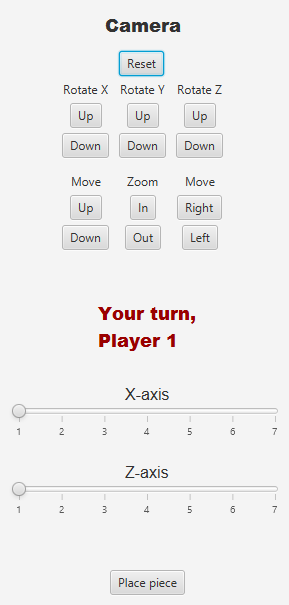 Camera
Reset
Rotate X Rotate Y Rotate Z
Up Up Up
Down Down Down
Move Zoom Move
Up In Right
Down Out Left
Your turn,
Player 1
X-axis
1 2 3 4 5 6 7
Z-axis
1 2 3 4 5 6 7
Place piece